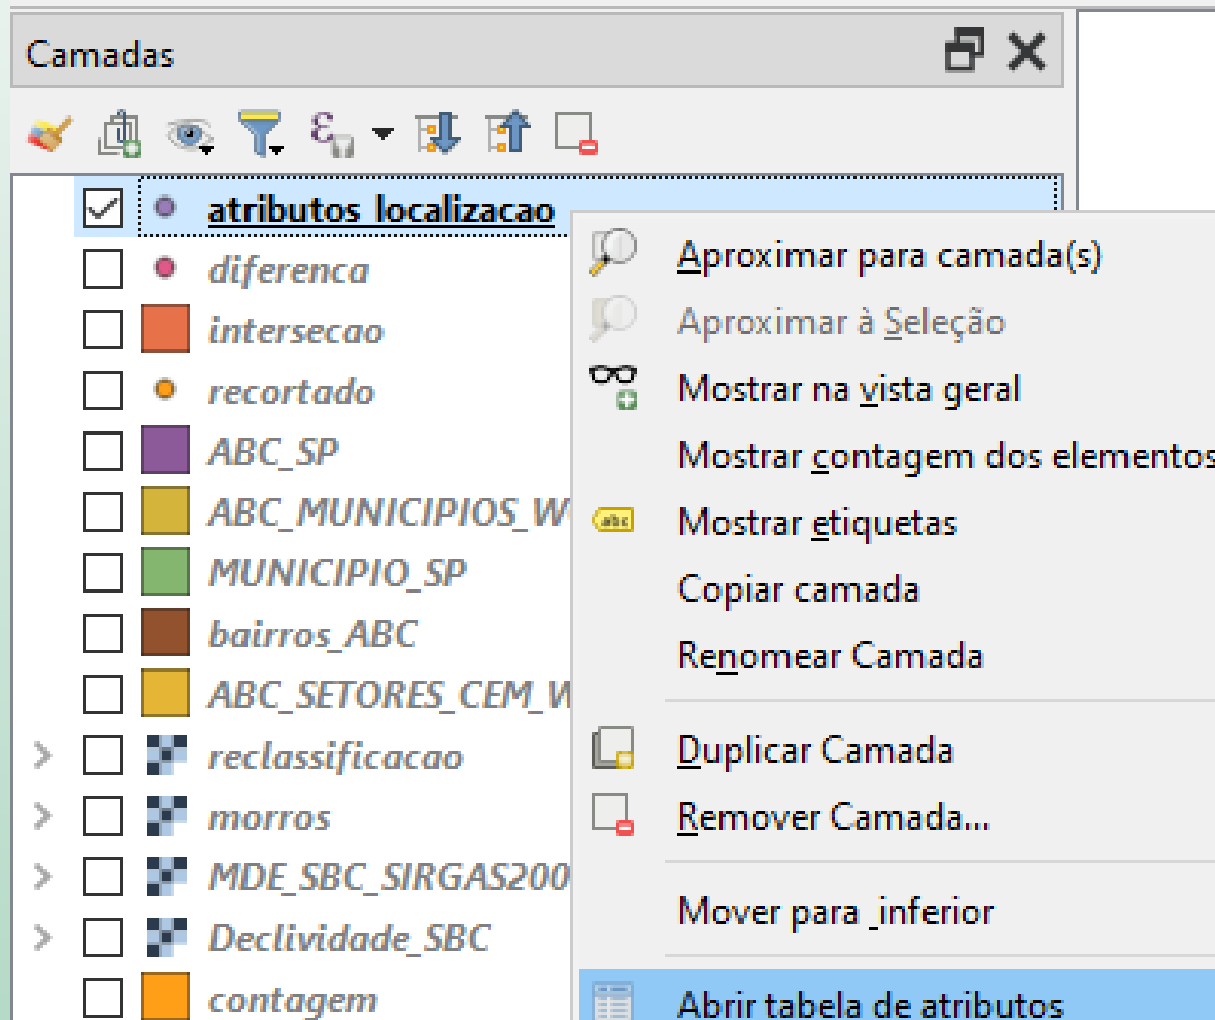 Camadas
atributos_localizacao
diferenca
intersecao
recortado
ABC_SP
ABC_MUNICIPIOS_W
MUNICIPIO_SP
bairros_ABC
ABC_SETORES_CEM_W
reclassificacao
morros
MDE_SBC_SIRGAS200
Declividade_SBC
contagem
Aproximar para camada(s)
Aproximar à Seleção
Mostrar na vista geral
Mostrar contagem dos elementos
abc Mostrar etiquetas
Copiar camada
Renomear Camada
Duplicar Camada
Remover Camada...
Mover para _inferior
Abrir tabela de atributos